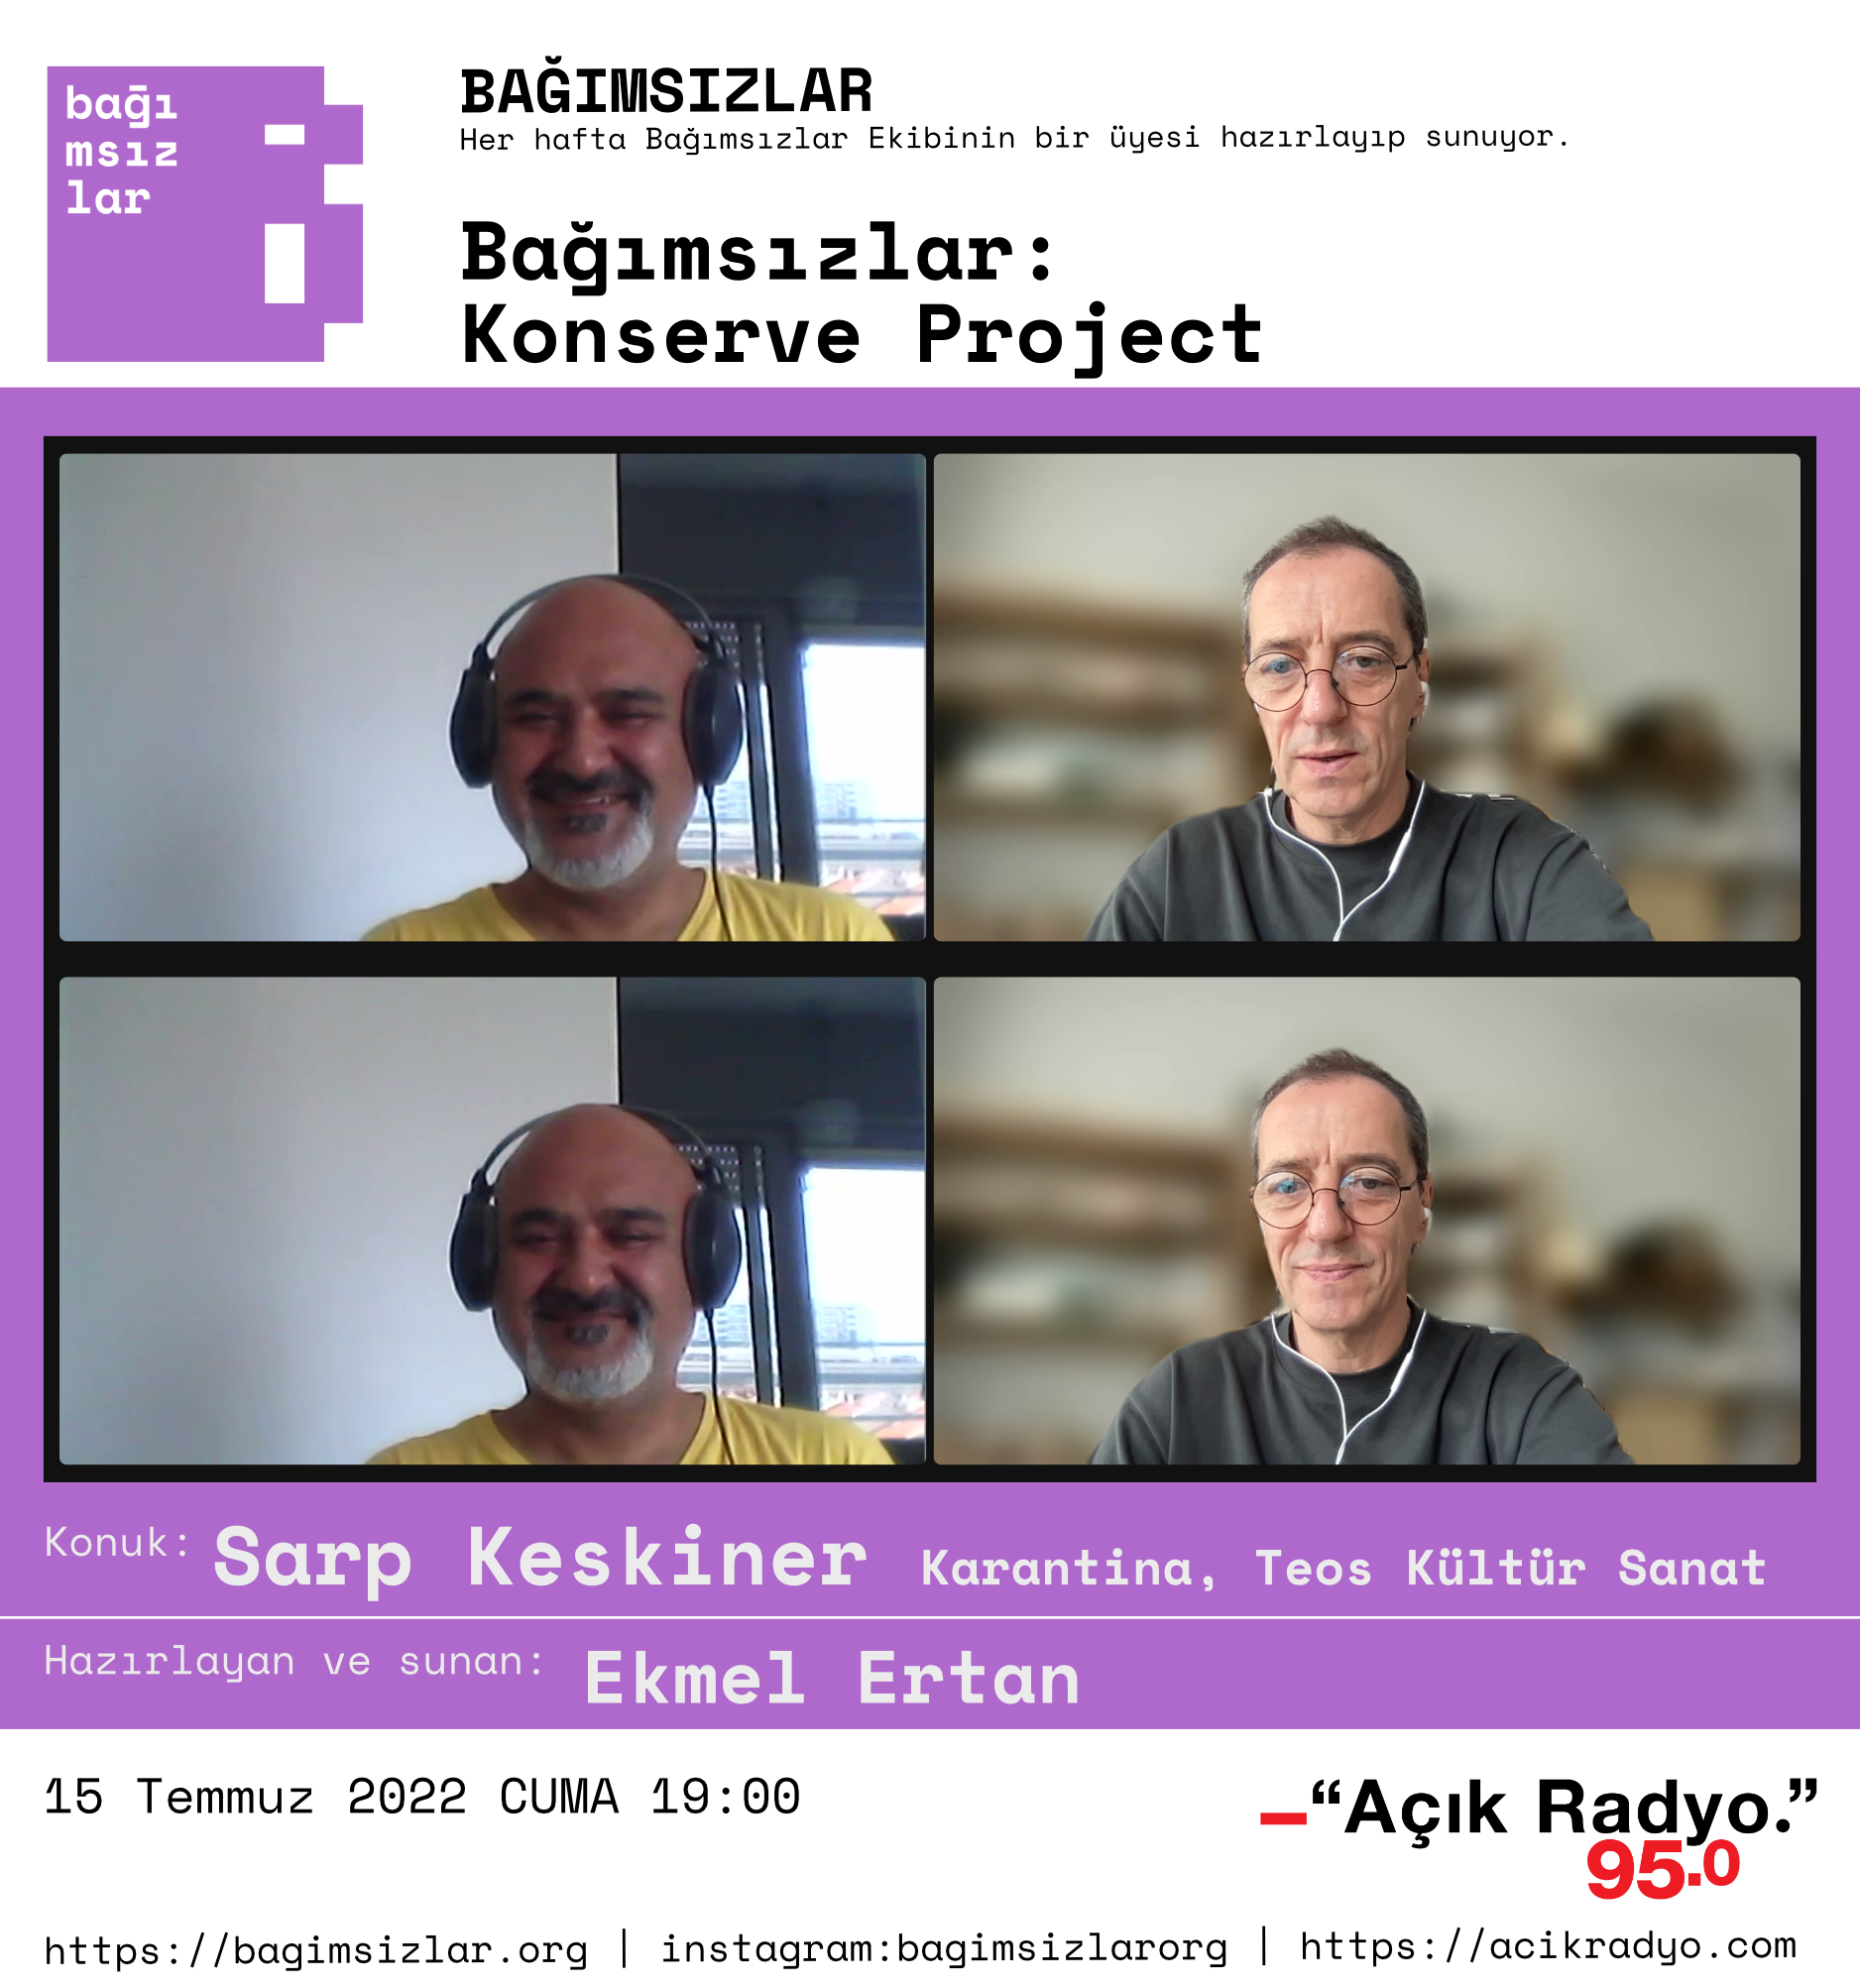 bağı
msız
lar
BAĞIMSIZLAR
Her hafta Bağımsızlar Ekibinin bir üyesi hazırlayıp sunuyor.
Bağımsızlar:
Konserve Project
Konuk: Sarp Keskiner Karantina, Teos Kültür Sanat
Hazırlayan ve sunan: Ekmel Ertan
15 Temmuz 2022 CUMA 19:00
“Açık Radyo.”
95.0
https://bagimsizlar.org | instagram:bagimsizlarorg | https://acikradyo.com